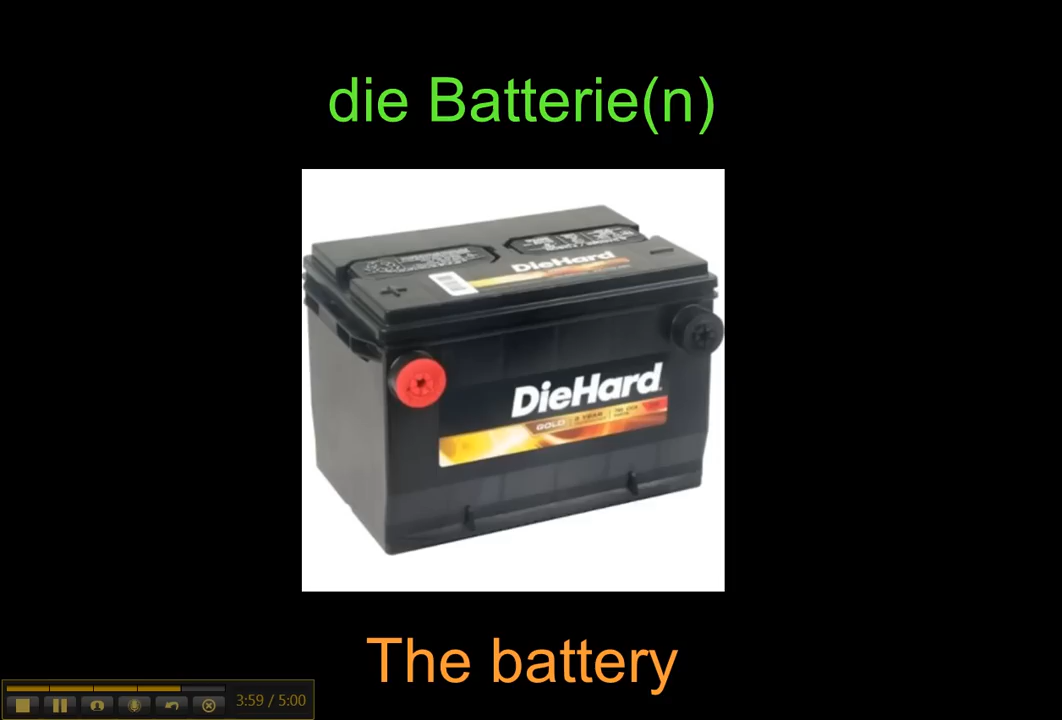 die Batterie(n)
DieHard
+ −
DieHard
GOLD
The battery
3:59 / 5:00